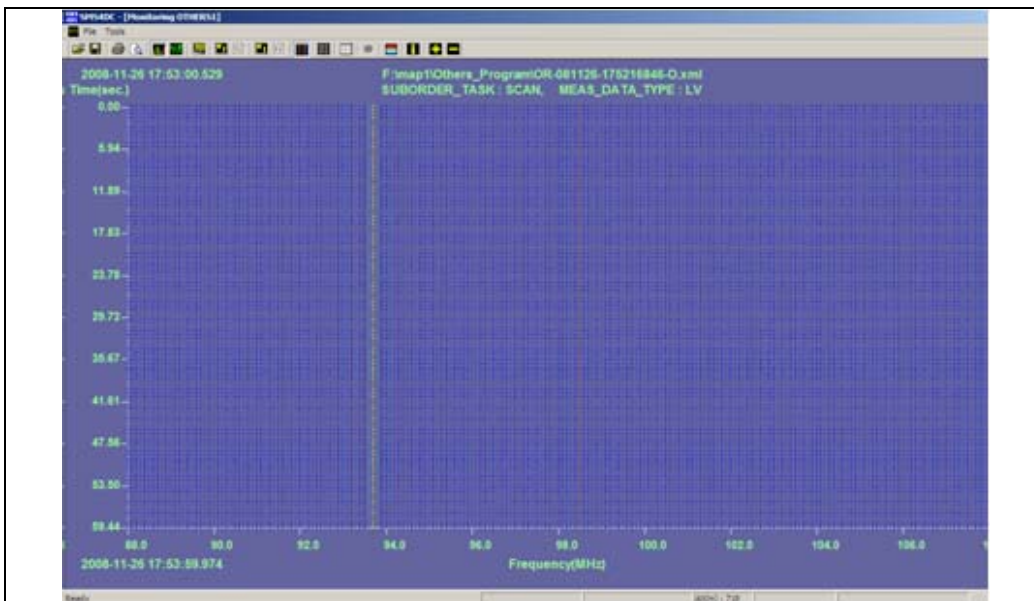 [Monitoring OTHERS1]
File Tools
2008-11-26 17:53:00.529
F:\map1\Others_Program\OR-081126-175216846-O.xml
Time(sec.)
SUBORDER_TASK : SCAN, MEAS_DATA_TYPE : LV
0.00
5.94
11.89
17.83
23.78
29.72
35.67
41.61
47.56
53.50
59.44
88.0 90.0 92.0 94.0 96.0 98.0 100.0 102.0 104.0 106.0
2008-11-26 17:53:59.974
Frequency(MHz)
Ready